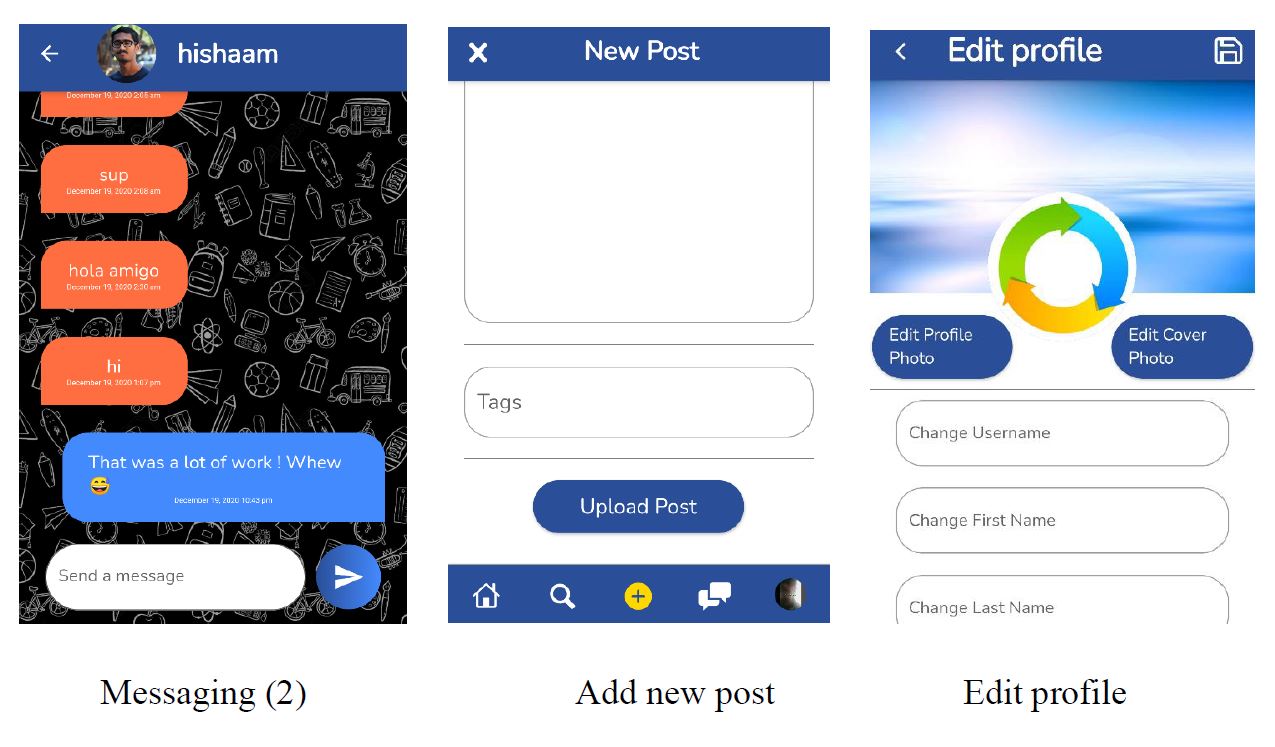 hishaam
December 19, 2020 2:05 am
sup
December 19, 2020 2:08 am
hola amigo
December 19, 2020 2:30 am
hi
December 19, 2020 1:07 pm
That was a lot of work ! Whew
😅
December 19, 2020 10:43 pm
Send a message
Messaging (2)
New Post
Tags
Upload Post
Add new post
Edit profile
Edit Profile
Photo
Edit Cover
Photo
Change Username
Change First Name
Change Last Name
Edit profile